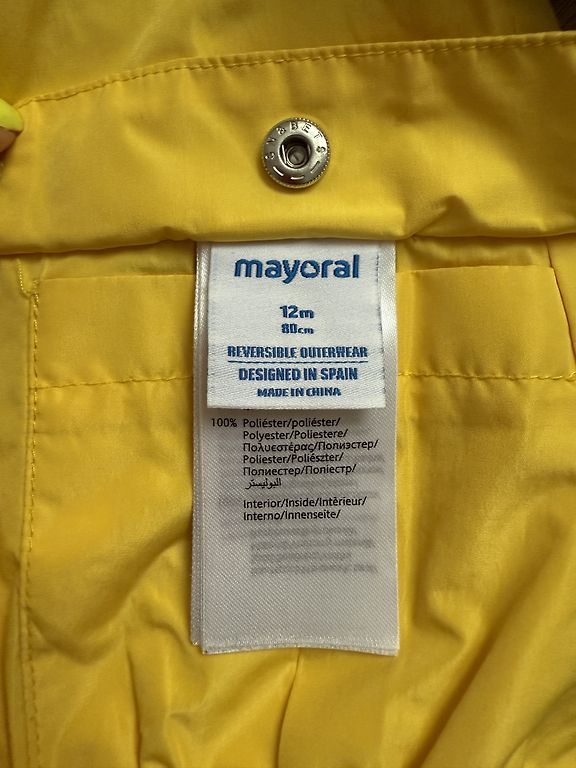 GUBBETS
mayoral
12m
80cm
REVERSIBLE OUTERWEAR
DESIGNED IN SPAIN
MADE IN CHINA
100% Poliéster/poliéster/
Polyester/Poliestere/
Πολυεστέρας/Полиэстер/
Poliester/Poliészter/
Полиестер/Поліестр/
البوليستر
Interior/Inside/Intérieur/
Interno/Innenseite/